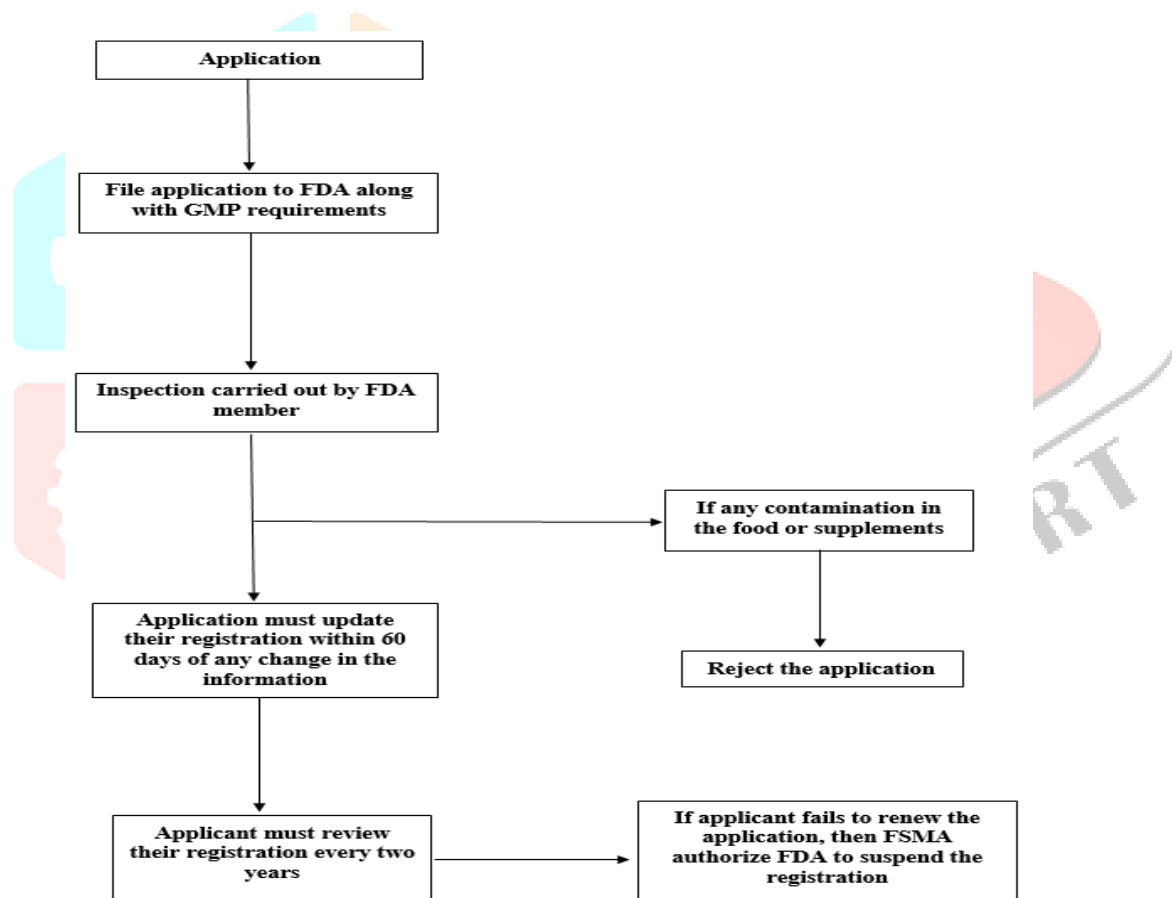 Application
File application to FDA along
with GMP requirements
Inspection carried out by FDA
member
If any contamination in
the food or supplements
Application must update
their registration within 60
days of any change in the
information
Reject the application
Applicant must review
their registration every two
years
If applicant fails to renew the
application, then FSMA
authorize FDA to suspend the
registration
RT